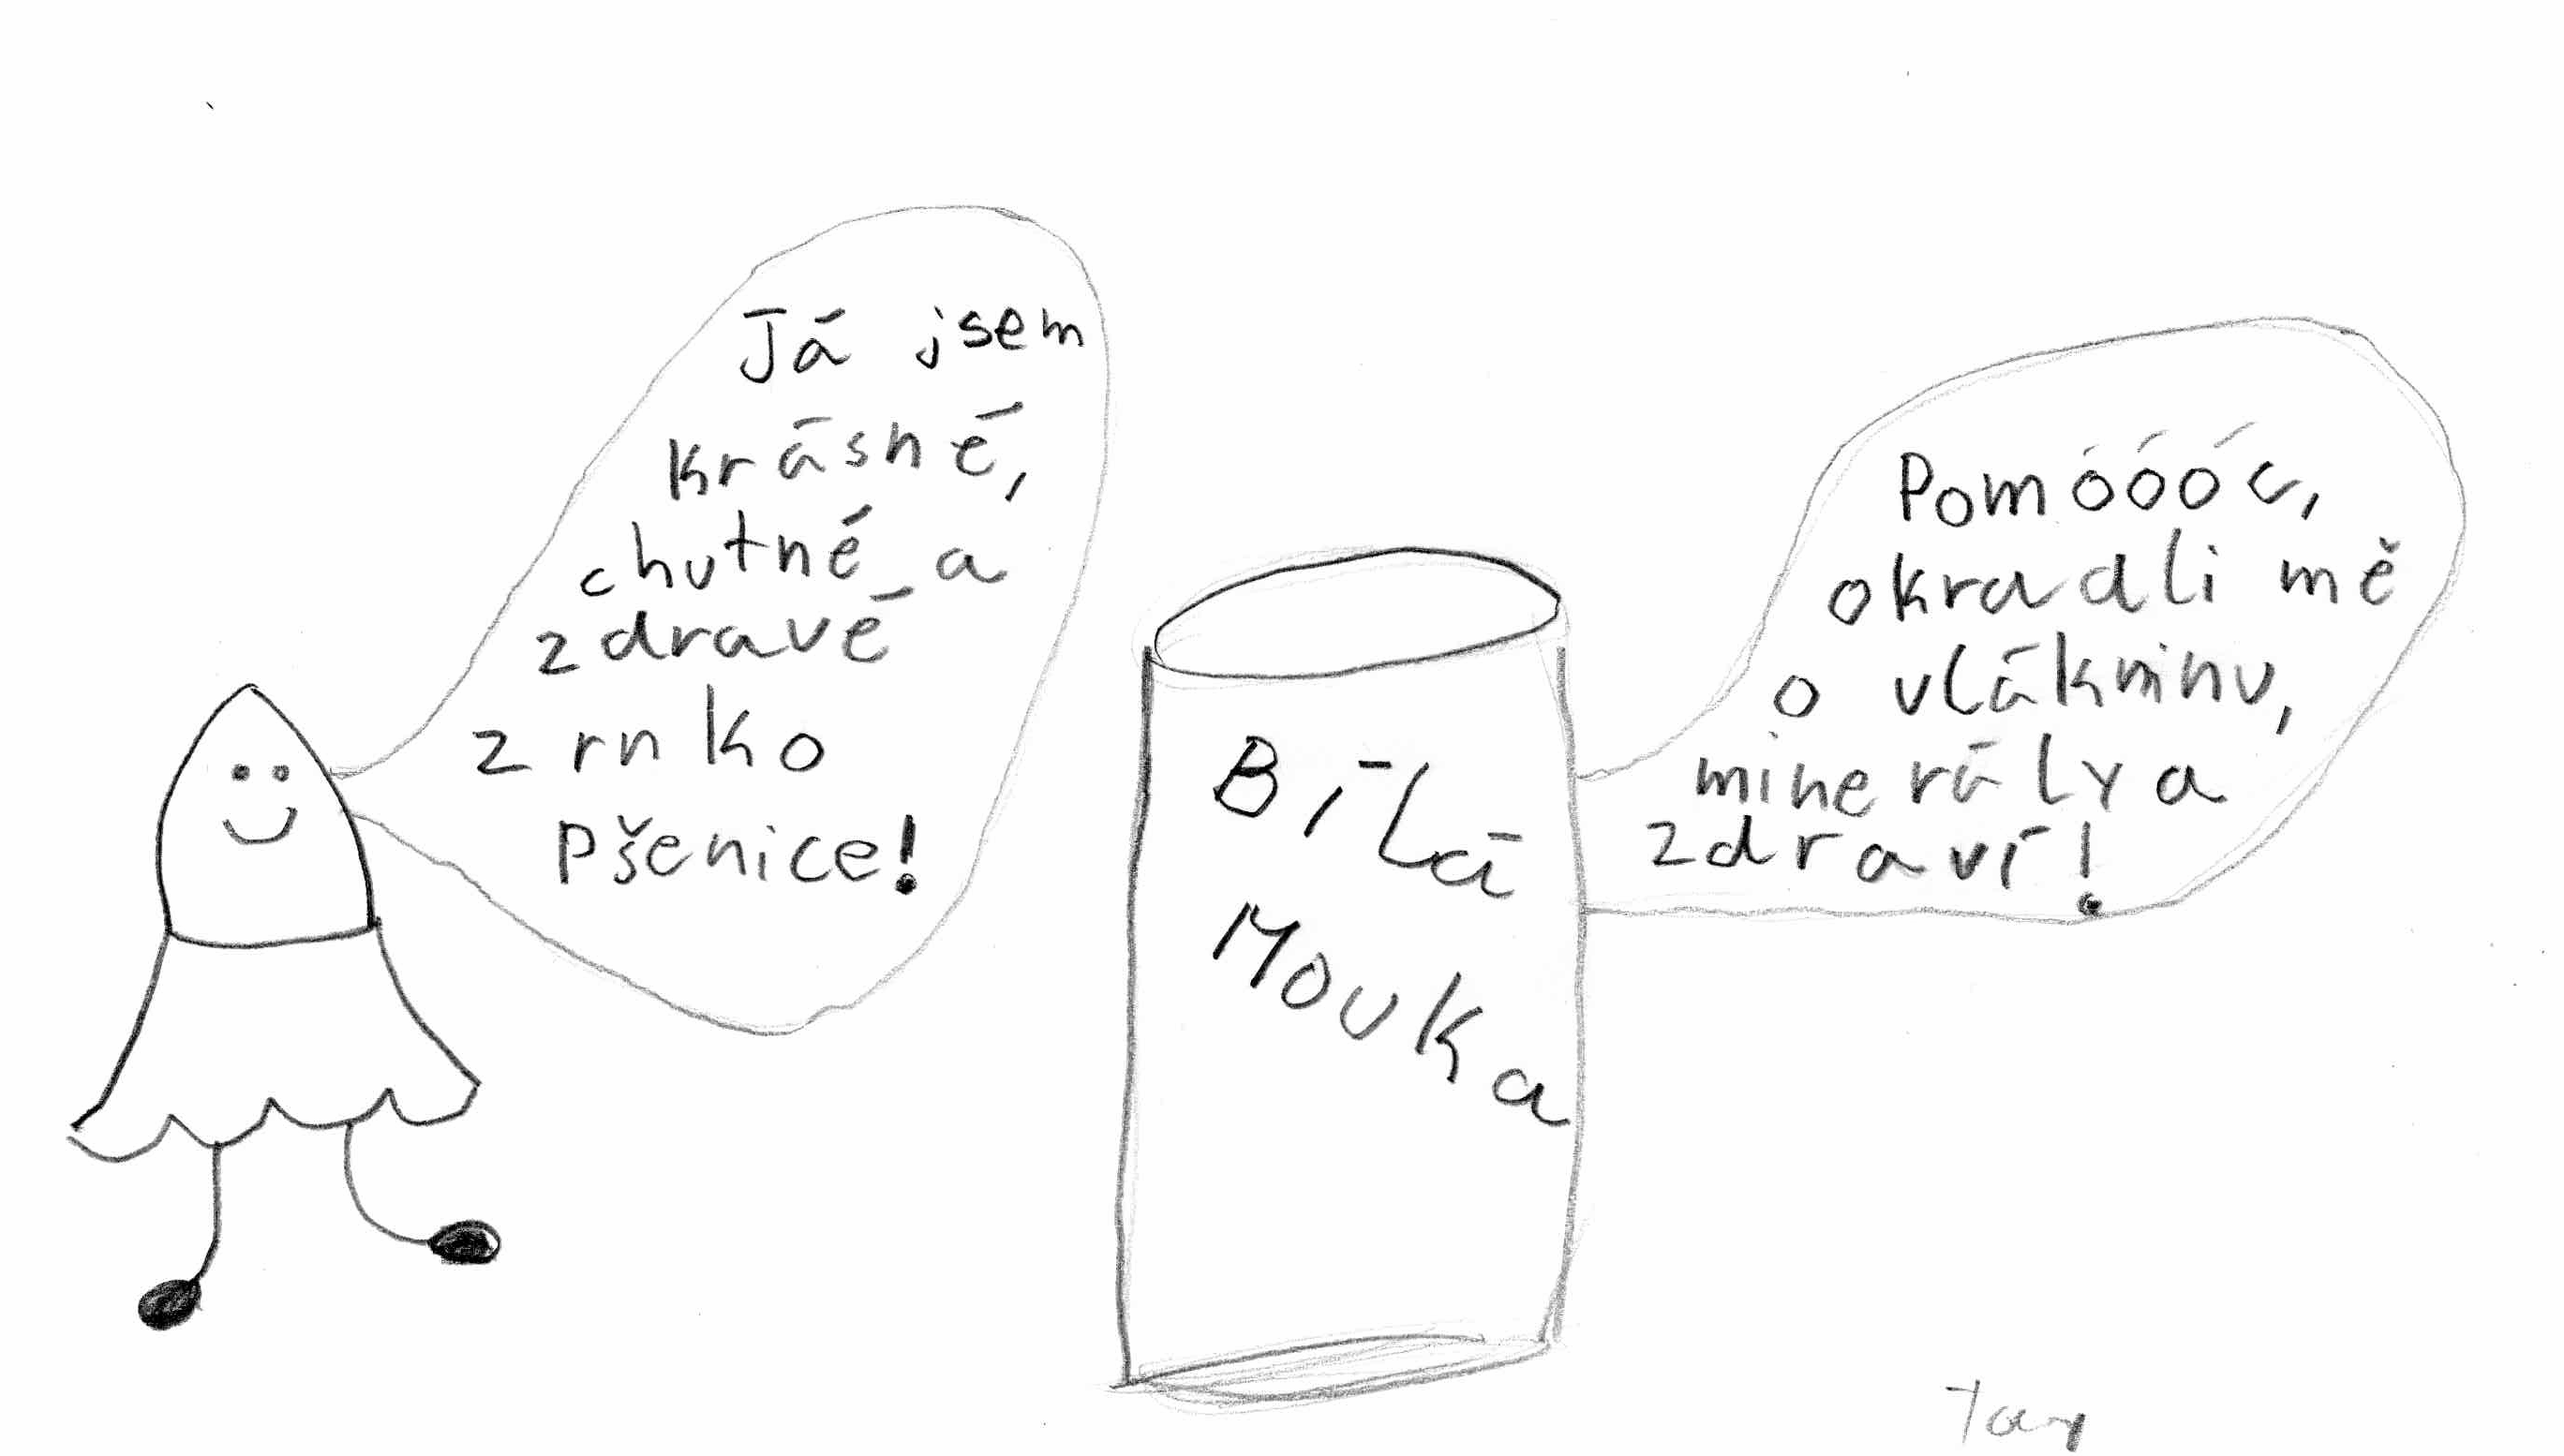 Já jsem
krásné,
chutné a
zdravé
zrnko
pšenice!
Bílá
Mouka
Pomóóóc,
okradli mě
o vlákninu,
minerály a
zdraví!